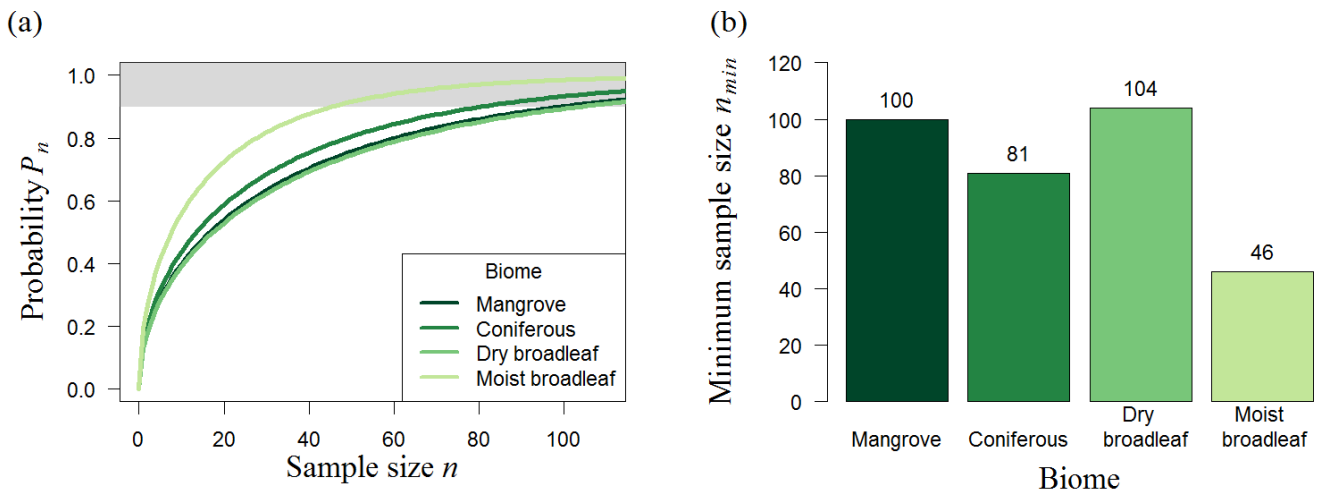 (a)
Probability P_n
1.0
0.8
0.6
0.4
0.2
0.0
0
20
40
60
80
100
Sample size n
Biome
Mangrove
Coniferous
Dry broadleaf
Moist broadleaf
(b)
Minimum sample size n_min
120
100
80
60
40
20
0
100
81
104
46
Mangrove
Coniferous
Dry
broadleaf
Moist
broadleaf
Biome